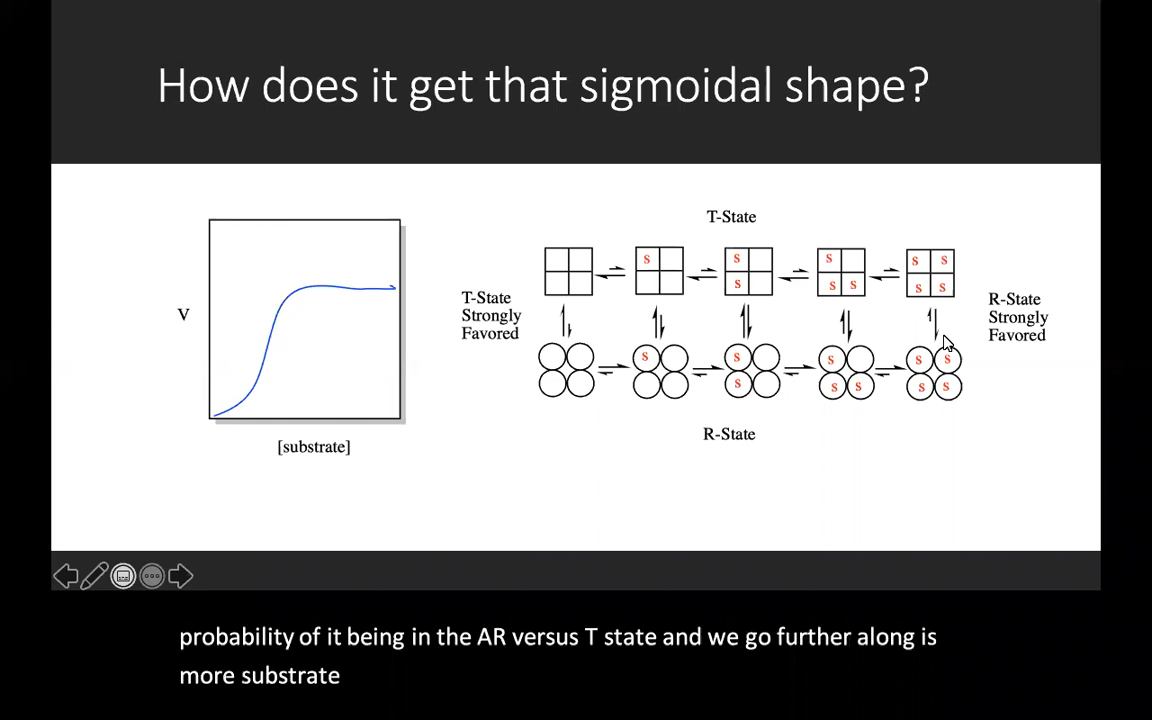 How does it get that sigmoidal shape?
T-State
S S S S S
T-State
Strongly
Favored
V
S S S S S
R-State
Strongly
Favored
S S S S S
S S S S S
R-State
[substrate]
probability of it being in the AR versus T state and we go further along is
more substrate